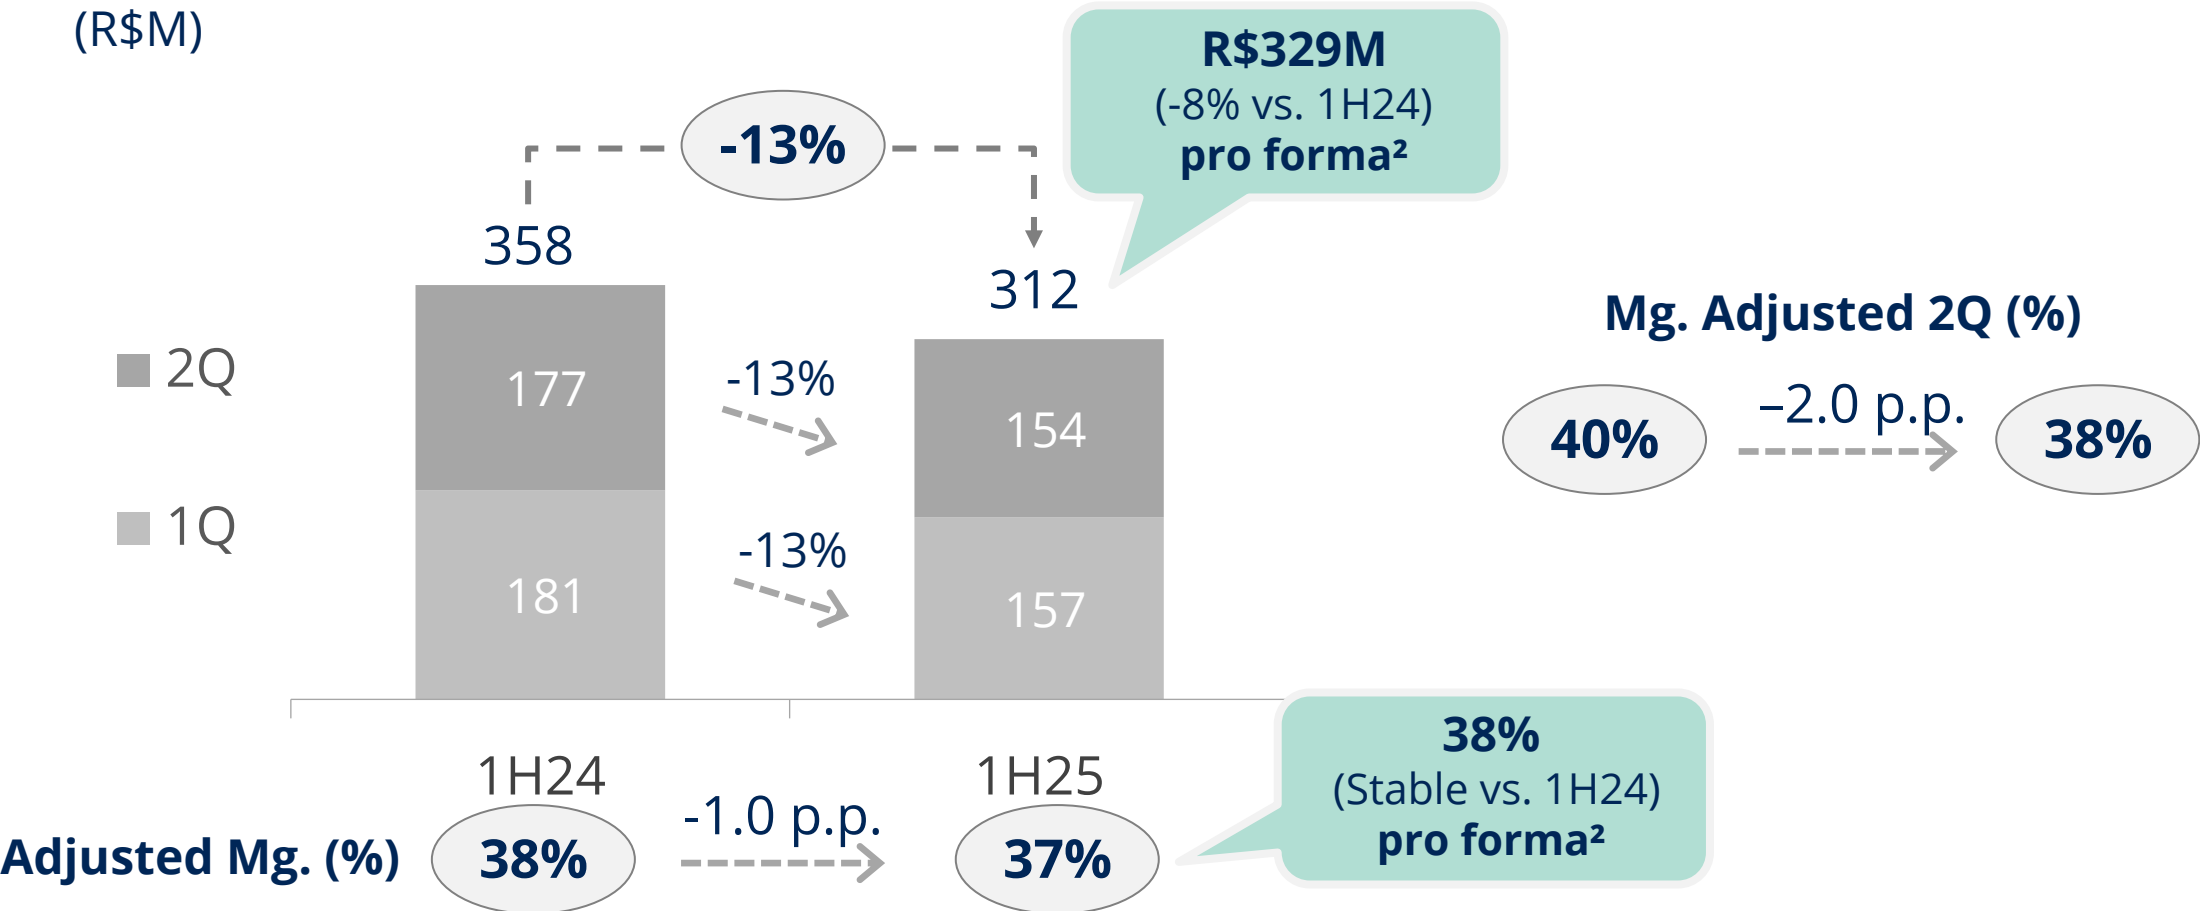 (R$M)
R$329M
(-8% vs. 1H24)
pro forma²
-13%
358
312
2Q
177
-13%
154
1Q
181
-13%
157
Mg. Adjusted 2Q (%)
40%
–2.0 p.p.
38%
1H24
1H25
Adjusted Mg. (%)
38%
-1.0 p.p.
37%
38%
(Stable vs. 1H24)
pro forma²